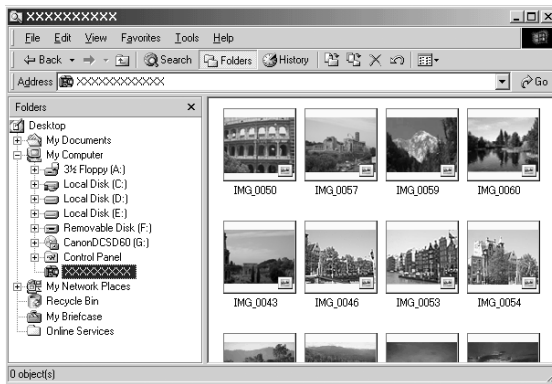 XXXXXXXXXX
File Edit View Favorites Tools Help
Back Search Folders History
Address XXXXXXXXXXXX Go
Folders
Desktop
My Documents
My Computer
3½ Floppy (A:)
Local Disk (C:)
Local Disk (D:)
Local Disk (E:)
Removable Disk (F:)
CanonDCSD60 (G:)
Control Panel
XXXXXXXXXX
My Network Places
Recycle Bin
My Briefcase
Online Services
IMG_0050 IMG_0057 IMG_0059 IMG_0060
IMG_0043 IMG_0046 IMG_0053 IMG_0054
0 object(s)